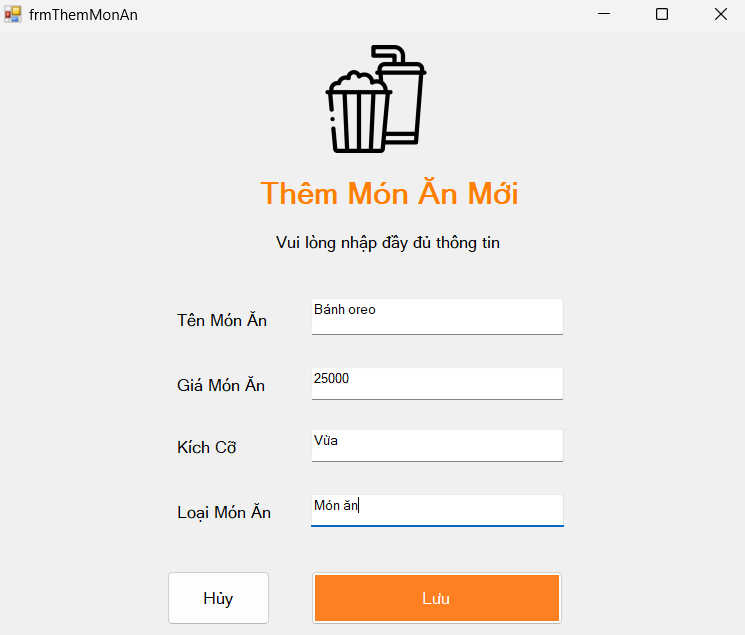 frmThemMonAn
Thêm Món Ăn Mới
Vui lòng nhập đầy đủ thông tin
Tên Món Ăn
Bánh oreo
Giá Món Ăn
25000
Kích Cỡ
Vừa
Loại Món Ăn
Món ăn
Hủy
Lưu